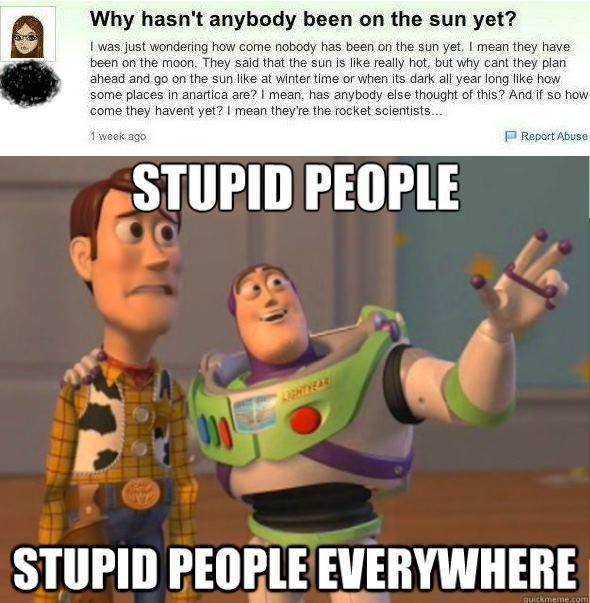 Why hasn't anybody been on the sun yet?
I was just wondering how come nobody has been on the sun yet. I mean they have
been on the moon. They said that the sun is like really hot, but why cant they plan
ahead and go on the sun like at winter time or when its dark all year long like how
some places in anartica are? I mean, has anybody else thought of this? And if so how
come they havent yet? I mean they're the rocket scientists...
1 week ago
Report Abuse
STUPID PEOPLE
LIGHTYEAR
STUPID PEOPLE EVERYWHERE
quickmeme.com